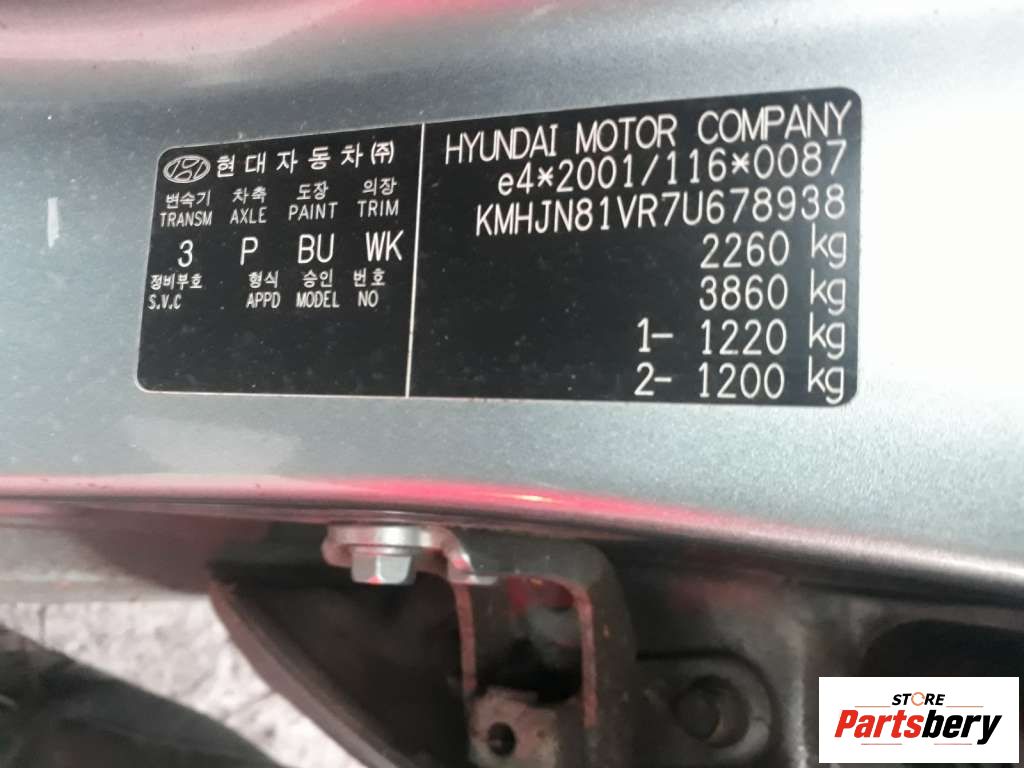 현대자동차㈜
변속기 차축 도장 의장
TRANSM AXLE PAINT TRIM
3 P BU WK
정비부호 형식 승인 번호
S.V.C APPD MODEL NO
HYUNDAI MOTOR COMPANY
e4*2001/116*0087
KMHJN81VR7U678938
2260 kg
3860 kg
1- 1220 kg
2- 1200 kg
STORE
Partsbery